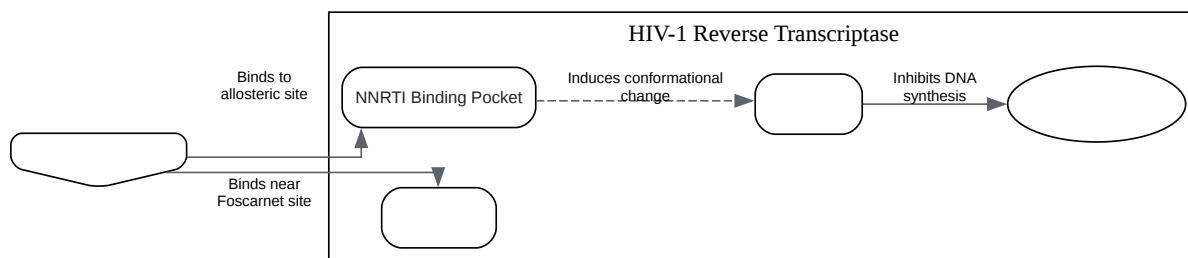 HIV-1 Reverse Transcriptase
Binds to
allosteric site
NNRTI Binding Pocket
Induces conformational
change
Inhibits DNA
synthesis
Binds near
Foscarnet site